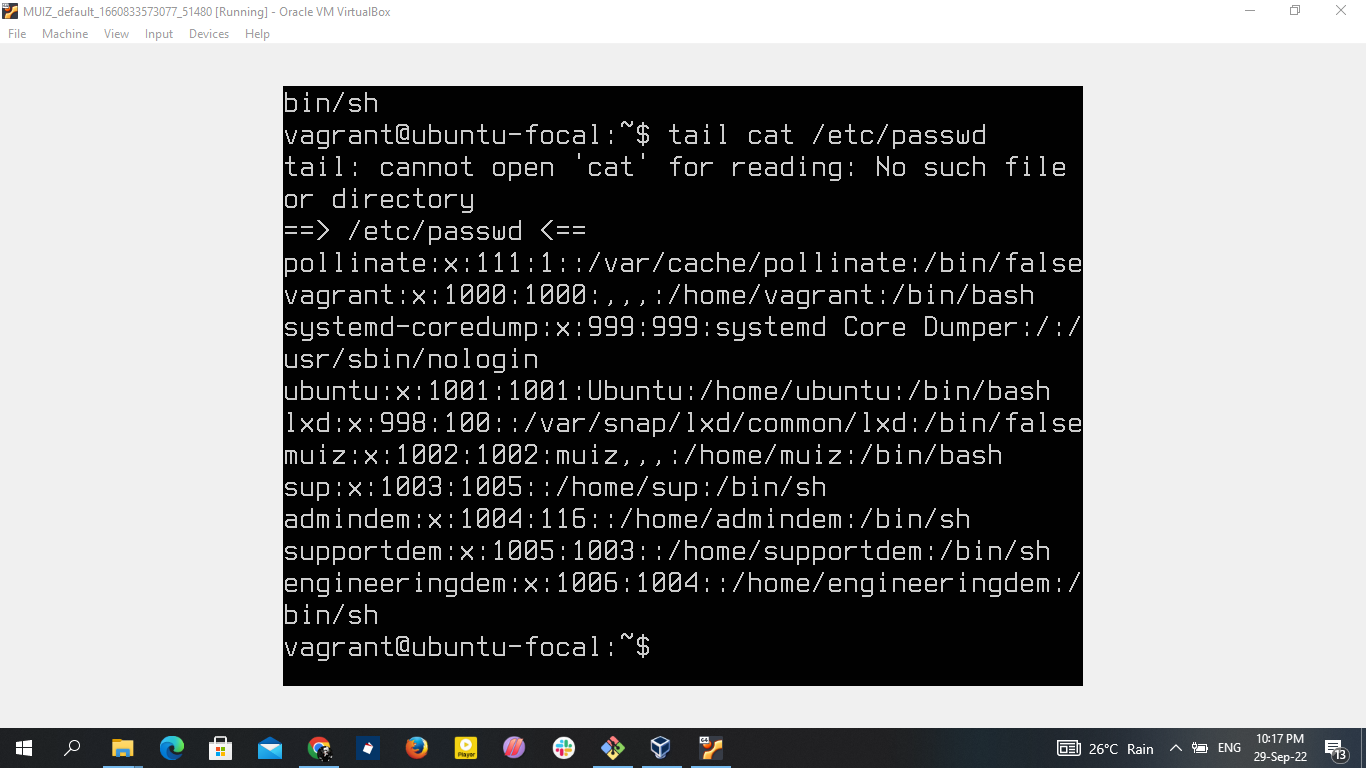 MUIZ_default_1660833573077_51480 [Running] - Oracle VM VirtualBox
File Machine View Input Devices Help
bin/sh
vagrant@ubuntu-focal:~$ tail cat /etc/passwd
tail: cannot open 'cat' for reading: No such file
or directory
==> /etc/passwd <==
pollinate:x:111:1::/var/cache/pollinate:/bin/false
vagrant:x:1000:1000:,,,:/home/vagrant:/bin/bash
systemd-coredump:x:999:999:systemd Core Dumper:/:/
usr/sbin/nologin
ubuntu:x:1001:1001:Ubuntu:/home/ubuntu:/bin/bash
lxd:x:998:100::/var/snap/lxd/common/lxd:/bin/false
muiz:x:1002:1002:muiz,,,:/home/muiz:/bin/bash
sup:x:1003:1005::/home/sup:/bin/sh
admindem:x:1004:116::/home/admindem:/bin/sh
supportdem:x:1005:1003::/home/supportdem:/bin/sh
engineeringdem:x:1006:1004::/home/engineeringdem:/
bin/sh
vagrant@ubuntu-focal:~$
Player
26°C Rain
ENG
10:17 PM
29-Sep-22
13